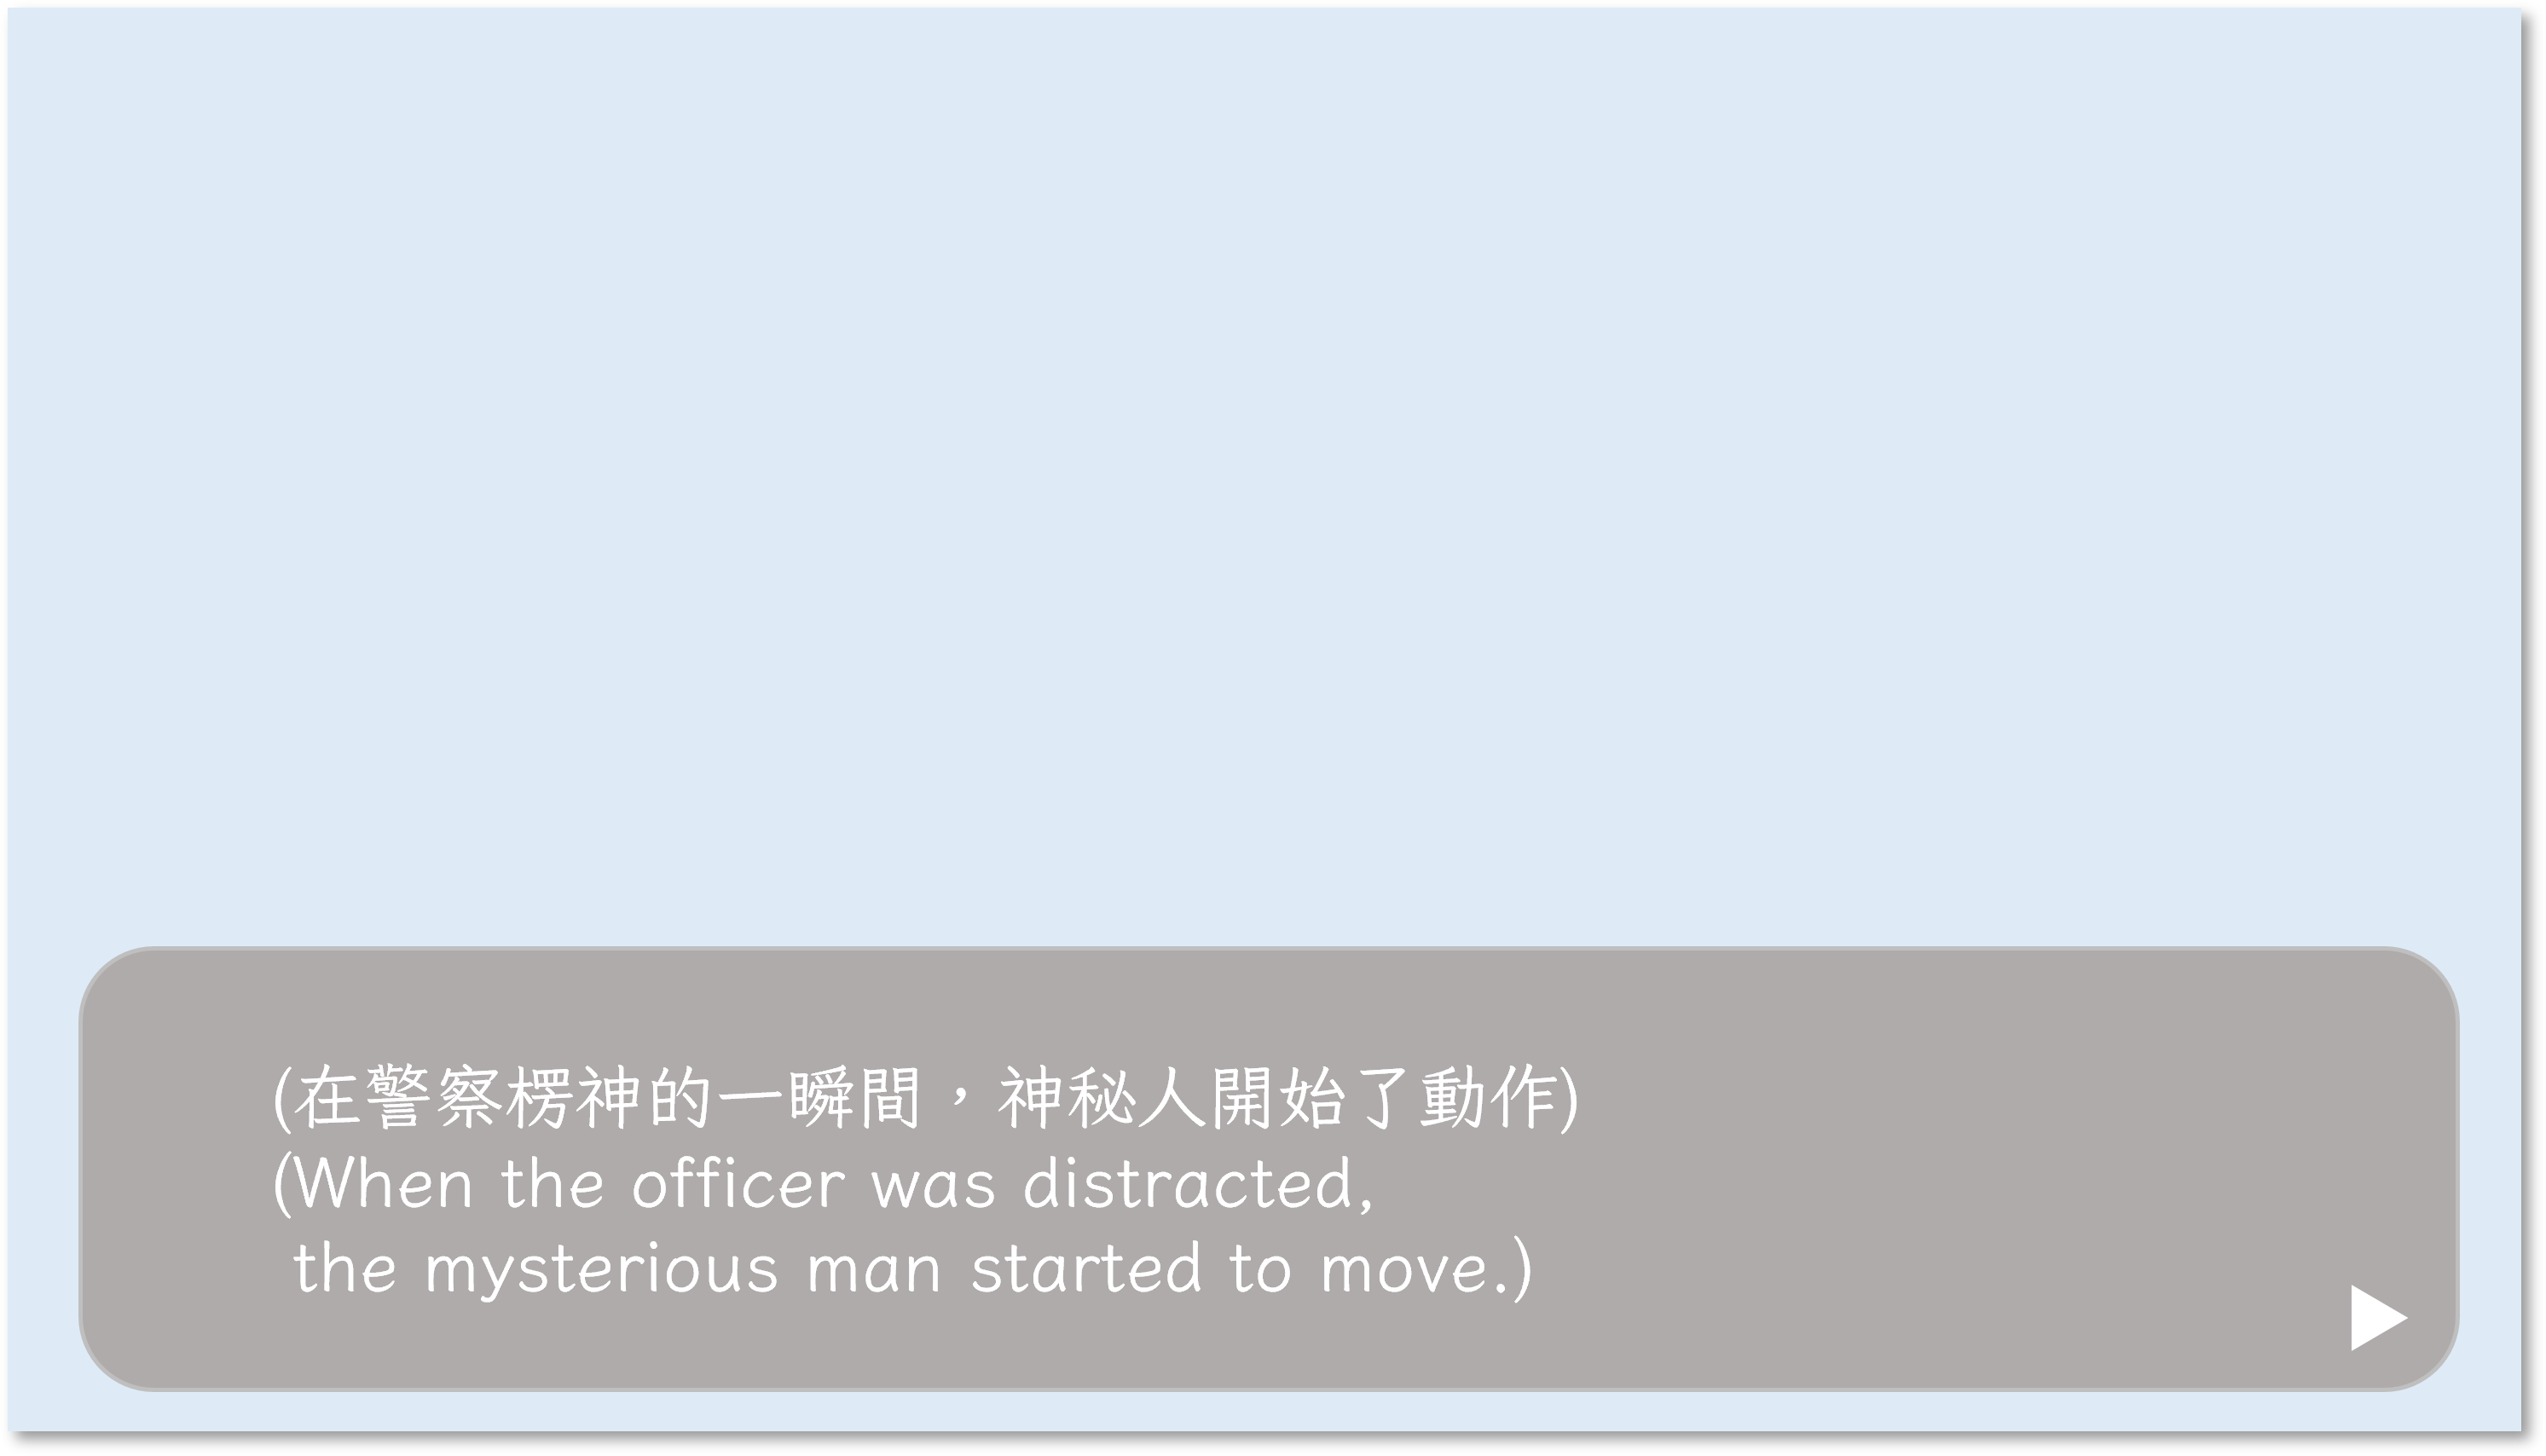 (在警察楞神的一瞬間，神秘人開始了動作)
(When the officer was distracted,
the mysterious man started to move.)